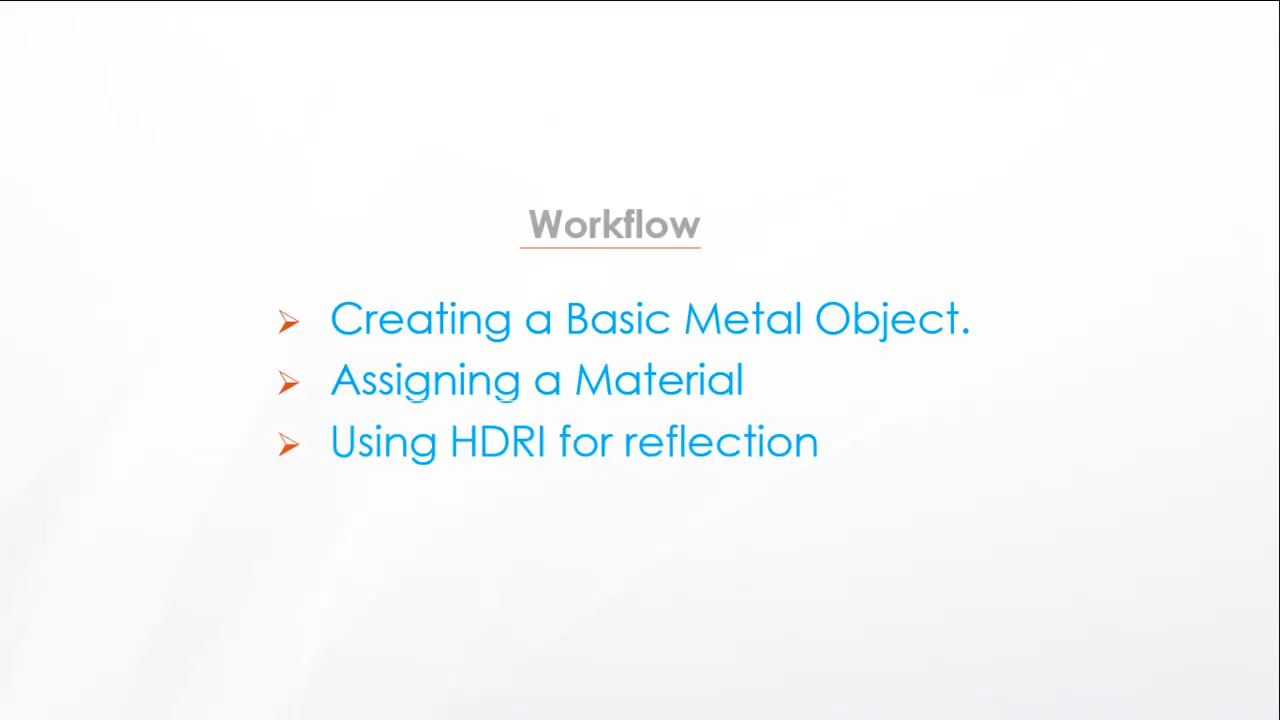 Workflow
Creating a Basic Metal Object.
Assigning a Material
Using HDRI for reflection